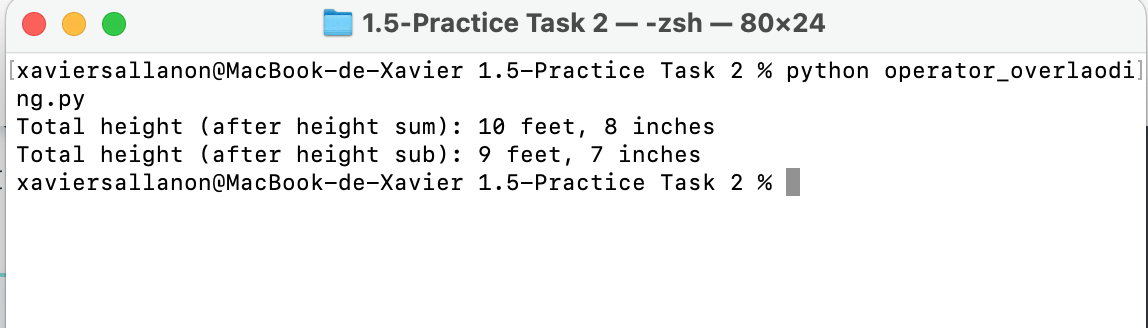 1.5-Practice Task 2 — -zsh — 80×24
[xaviersallanon@MacBook-de-Xavier 1.5-Practice Task 2 % python operator_overlaodi]
ng.py
Total height (after height sum): 10 feet, 8 inches
Total height (after height sub): 9 feet, 7 inches
xaviersallanon@MacBook-de-Xavier 1.5-Practice Task 2 %